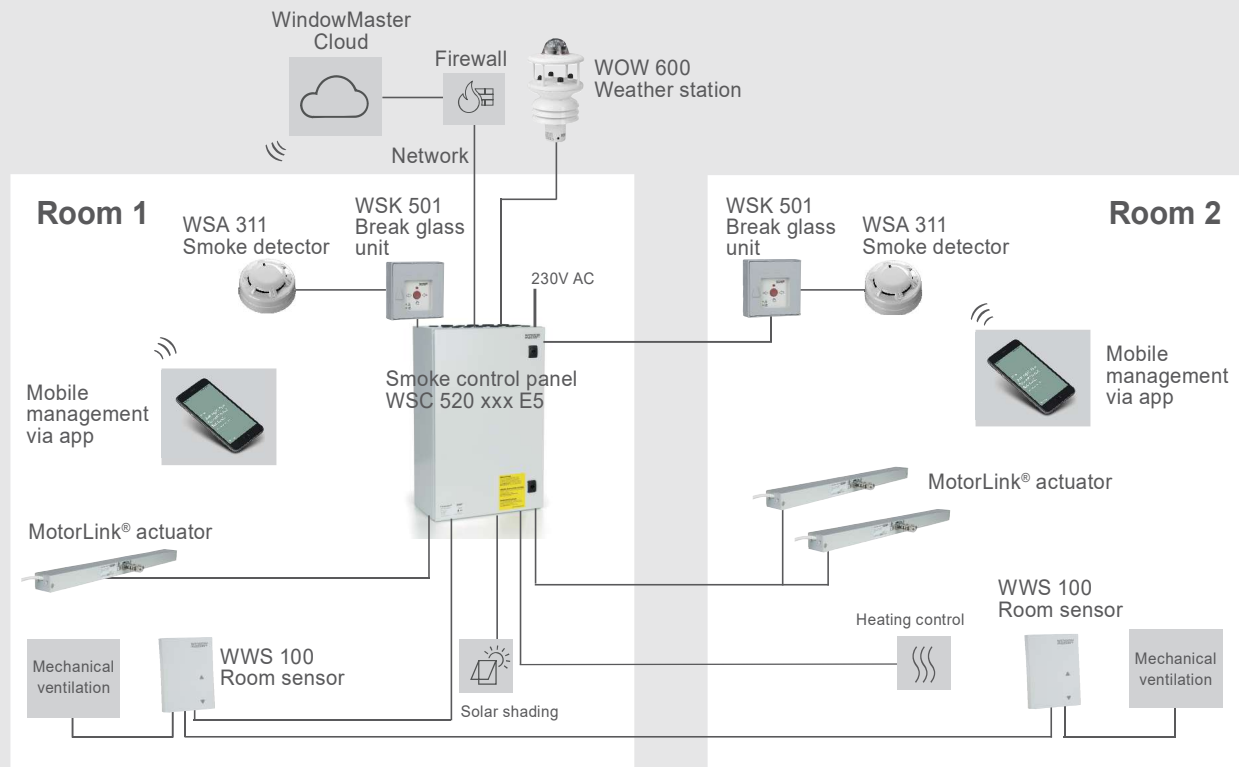 WindowMaster
Cloud
Firewall
WOW 600
Weather station
Network
Room 1
WSA 311
Smoke detector
WSK 501
Break glass
unit
230V AC
WSK 501
Break glass
unit
WSA 311
Smoke detector
Room 2
Smoke control panel
WSC 520 xxx E5
Mobile
management
via app
Mobile
management
via app
MotorLink® actuator
MotorLink® actuator
Mechanical
ventilation
WWS 100
Room sensor
Solar shading
Heating control
WWS 100
Room sensor
Mechanical
ventilation